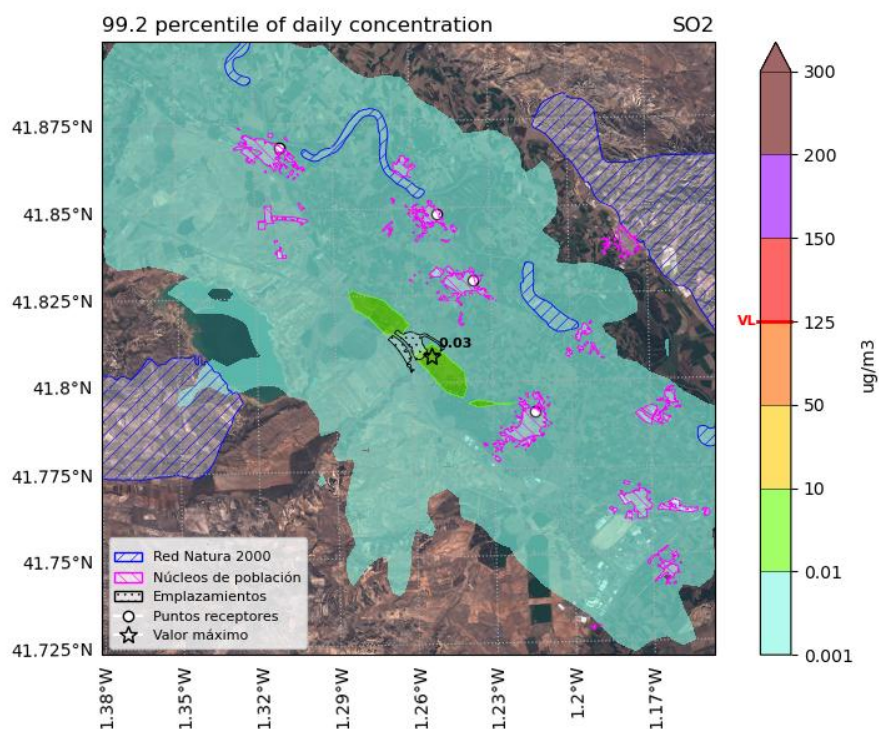 99.2 percentile of daily concentration SO2
41.875°N
41.85°N
41.825°N
41.8°N
41.775°N
41.75°N
41.725°N
0.03
Red Natura 2000
Núcleos de población
Emplazamientos
Puntos receptores
Valor máximo
1.38°W 1.35°W 1.32°W 1.29°W 1.26°W 1.23°W 1.2°W 1.17°W
300
200
150
VL 125
50
10
0.01
0.001
ug/m3